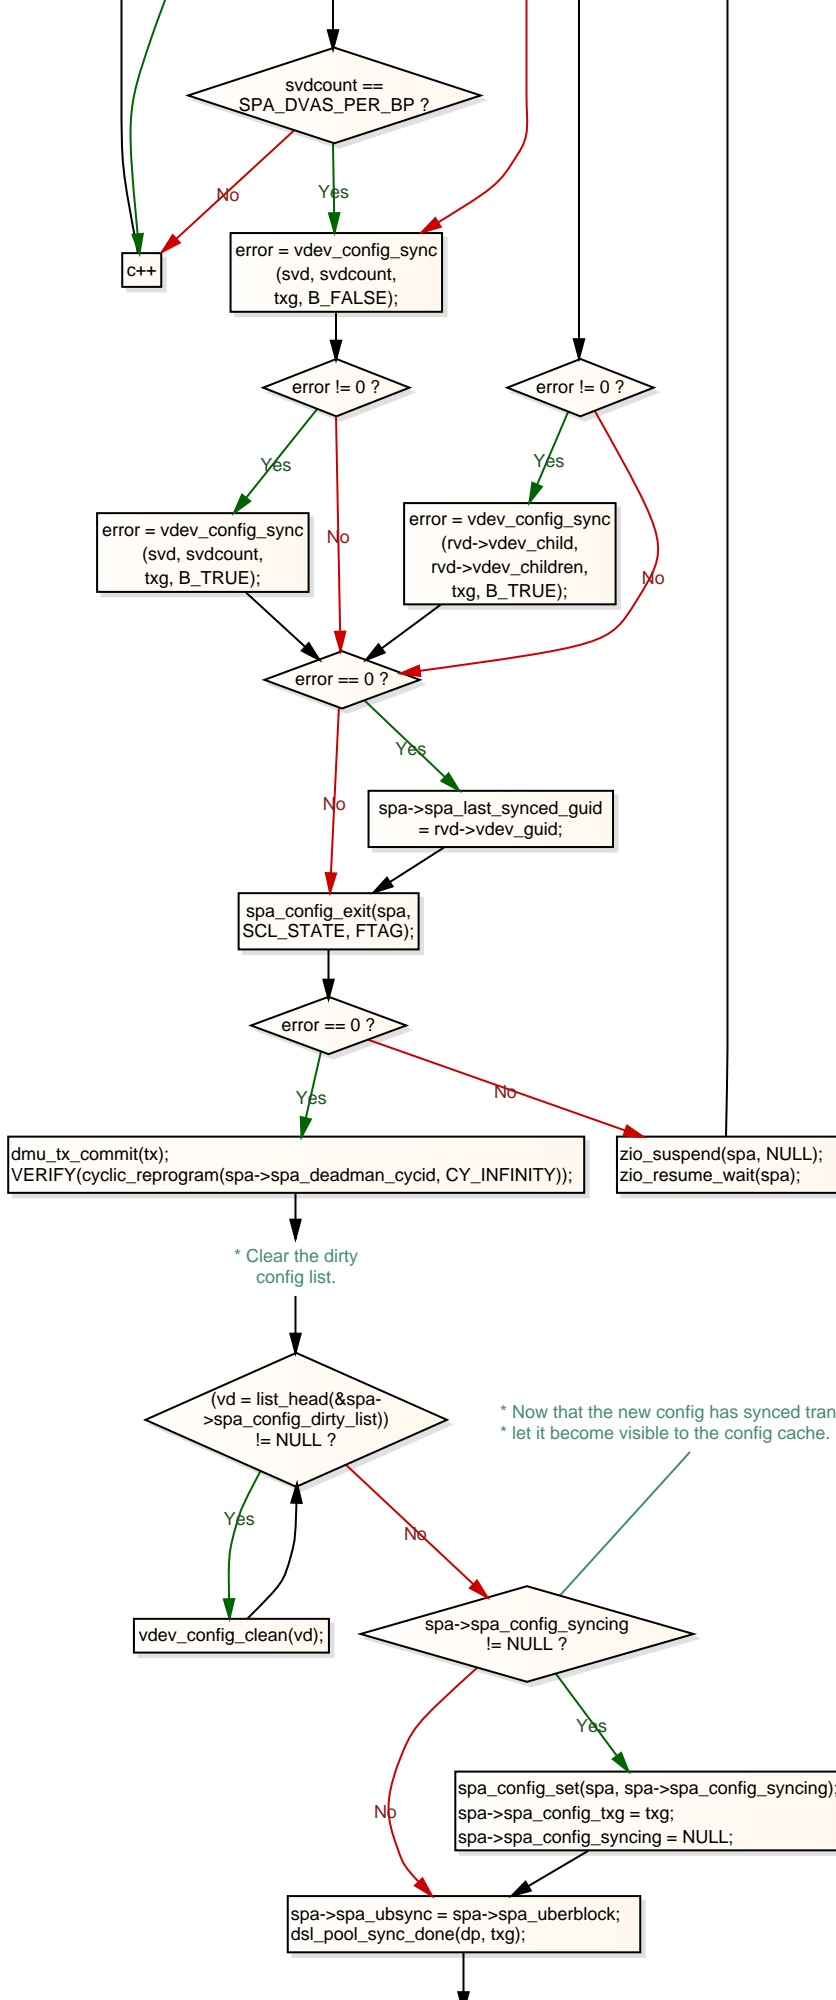 svdcount ==
SPA_DVAS_PER_BP ?
No
Yes
c++
error = vdev_config_sync
(svd, svdcount,
txg, B_FALSE);
error != 0 ?
error != 0 ?
Yes
Yes
error = vdev_config_sync
(svd, svdcount,
txg, B_TRUE);
No
error = vdev_config_sync
(rvd->vdev_child,
rvd->vdev_children,
txg, B_TRUE);
No
error == 0 ?
Yes
No
spa->spa_last_synced_guid
= rvd->vdev_guid;
spa_config_exit(spa,
SCL_STATE, FTAG);
error == 0 ?
Yes
No
dmu_tx_commit(tx);
VERIFY(cyclic_reprogram(spa->spa_deadman_cycid, CY_INFINITY));
zio_suspend(spa, NULL);
zio_resume_wait(spa);
* Clear the dirty
config list.
(vd = list_head(&spa-
>spa_config_dirty_list))
!= NULL ?
* Now that the new config has synced tran
* let it become visible to the config cache.
Yes
No
vdev_config_clean(vd);
spa->spa_config_syncing
!= NULL ?
Yes
No
spa_config_set(spa, spa->spa_config_syncing);
spa->spa_config_txg = txg;
spa->spa_config_syncing = NULL;
spa->spa_ubsync = spa->spa_uberblock;
dsl_pool_sync_done(dp, txg);